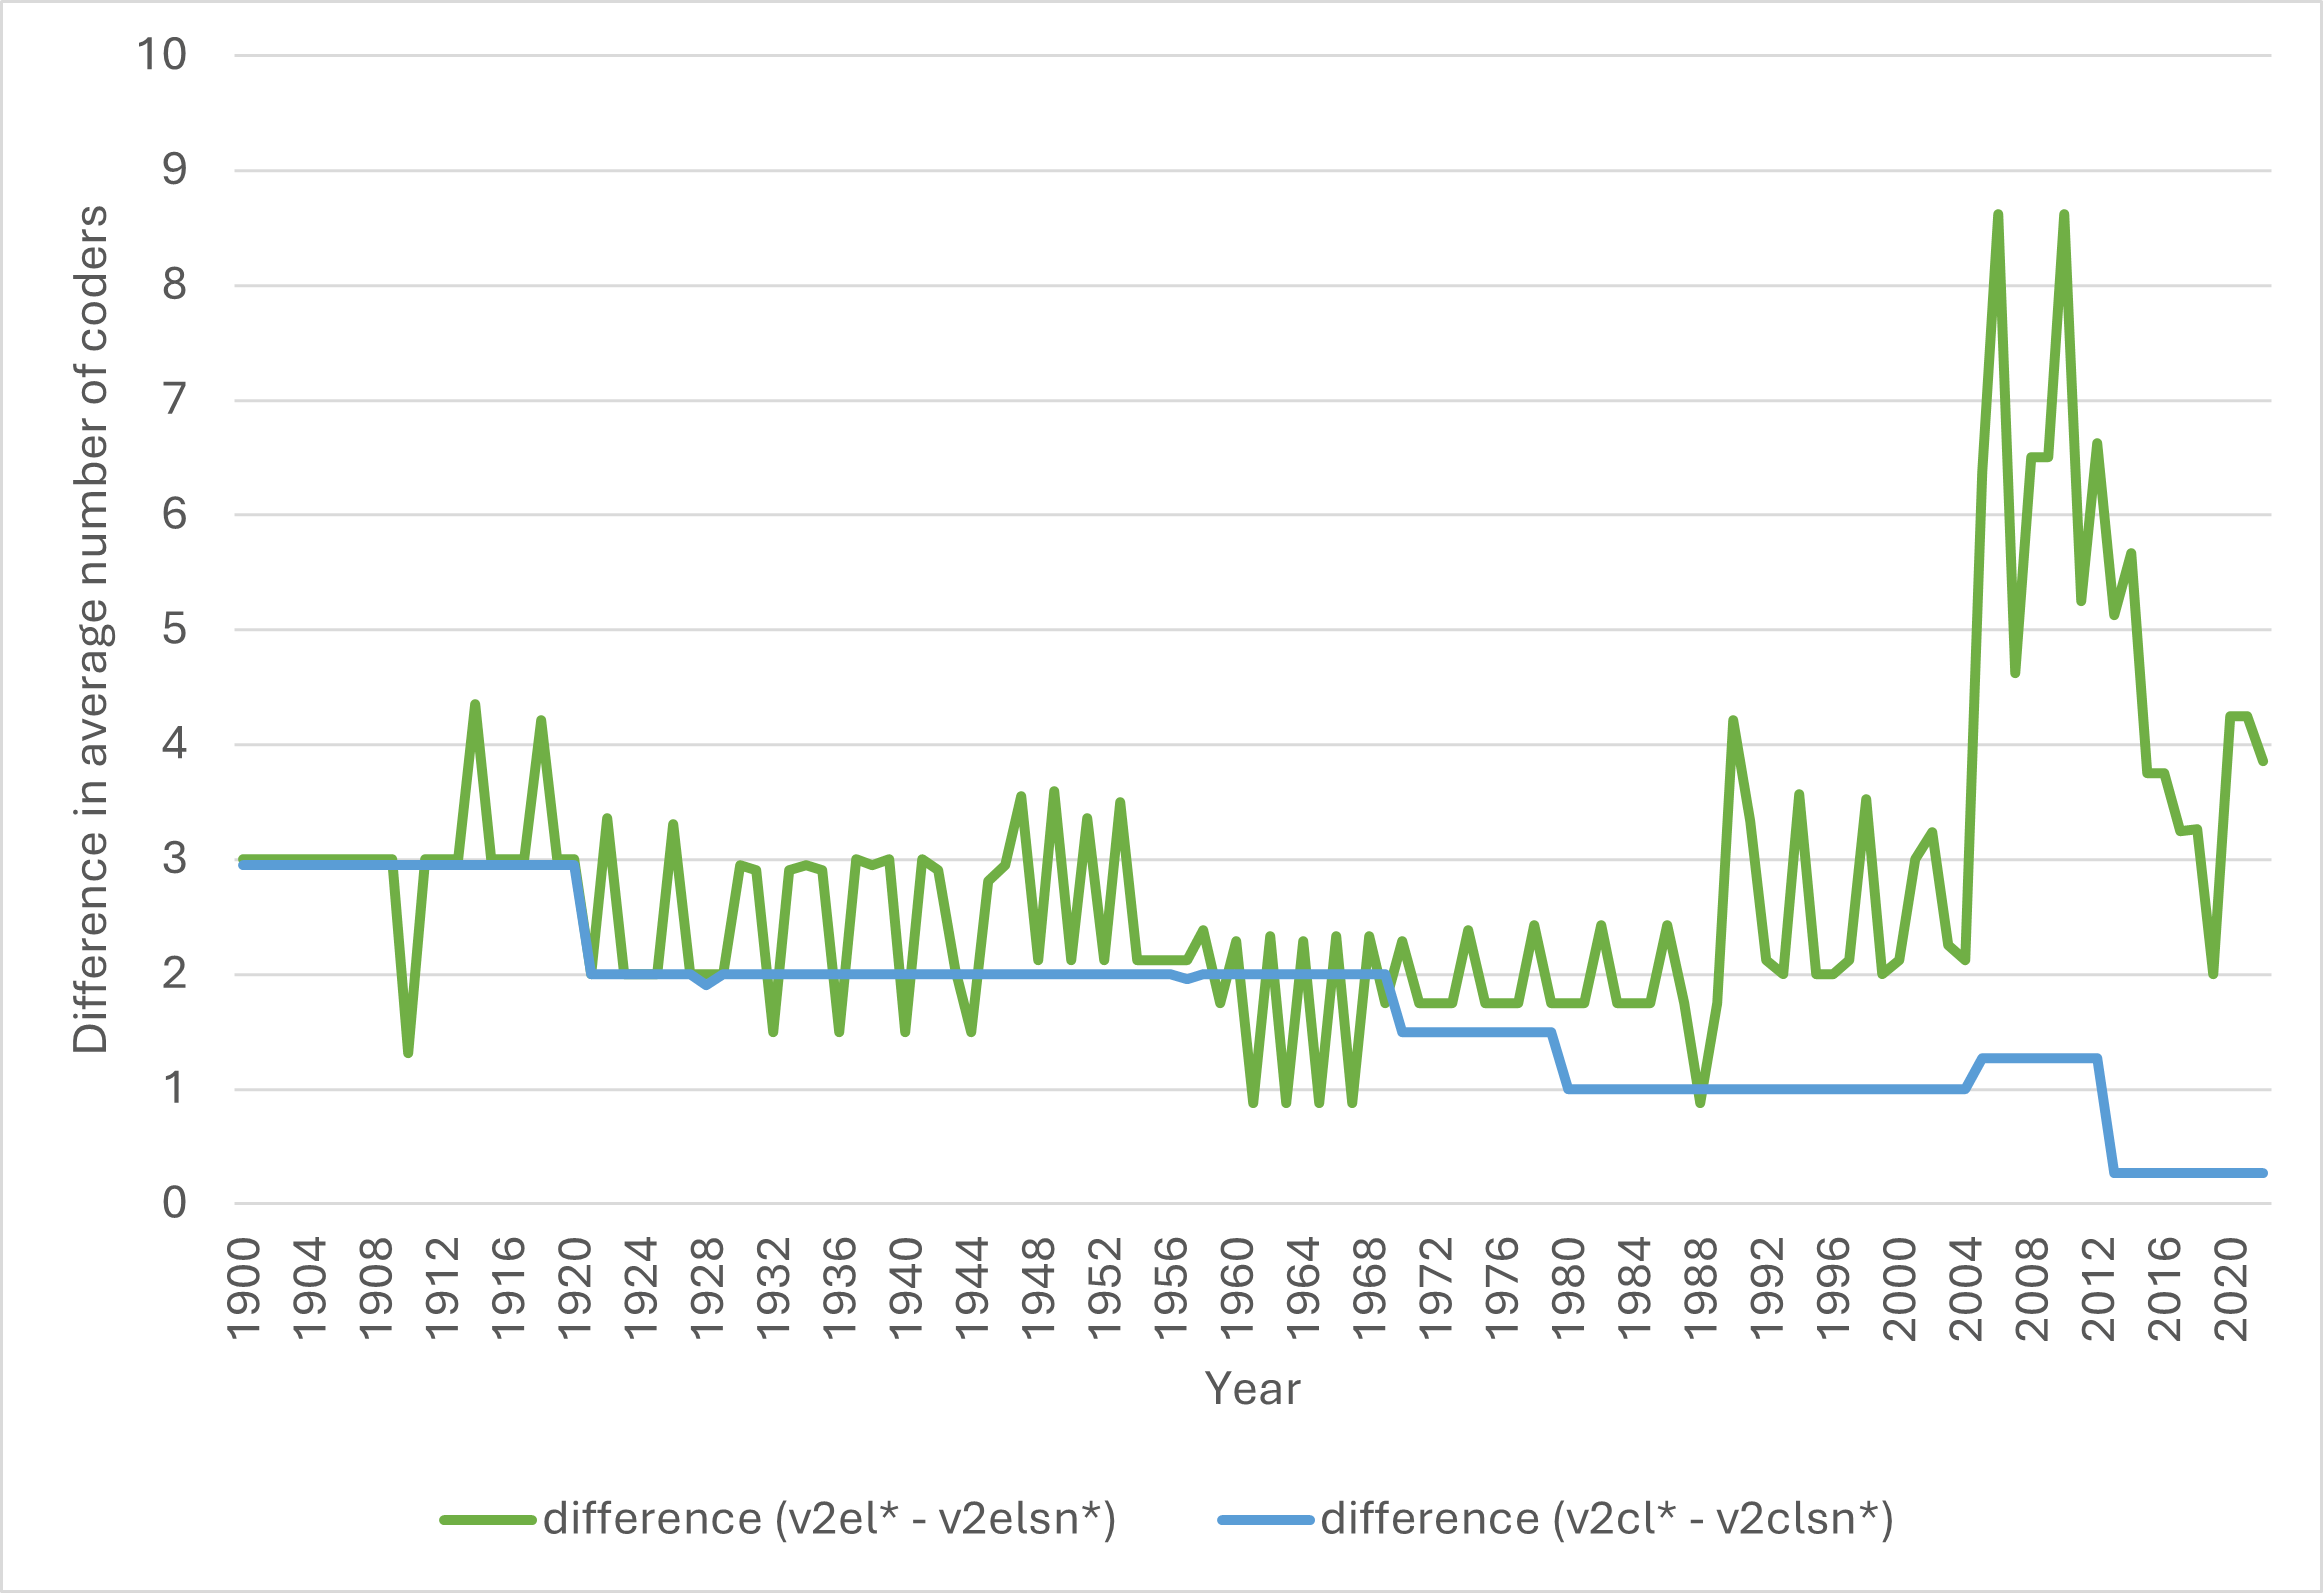 Difference in average number of coders
10
9
8
7
6
5
4
3
2
1
0
1900 1904 1908 1912 1916 1920 1924 1928 1932 1936 1940 1944 1948 1952 1956 1960 1964 1968 1972 1976 1980 1984 1988 1992 1996 2000 2004 2008 2012 2016 2020
Year
difference (v2el* - v2elsn*) difference (v2cl* - v2clsn*)